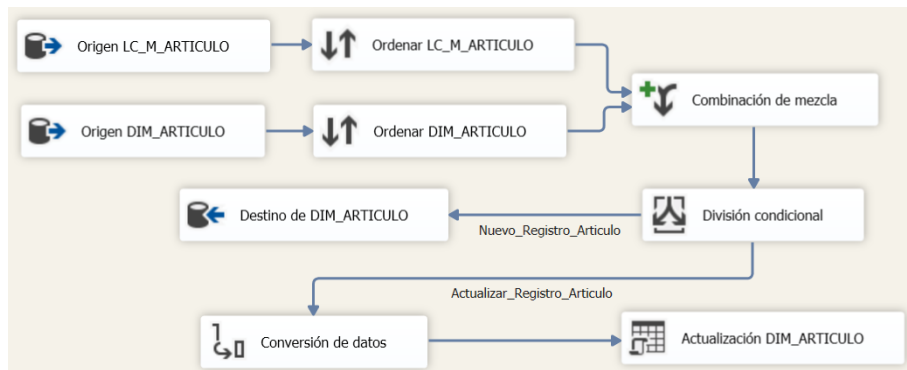 Origen LC_M_ARTICULO
Ordenar LC_M_ARTICULO
Combinación de mezcla
Origen DIM_ARTICULO
Ordenar DIM_ARTICULO
Destino de DIM_ARTICULO
División condicional
Nuevo_Registro_Articulo
Actualizar_Registro_Articulo
Conversión de datos
Actualización DIM_ARTICULO